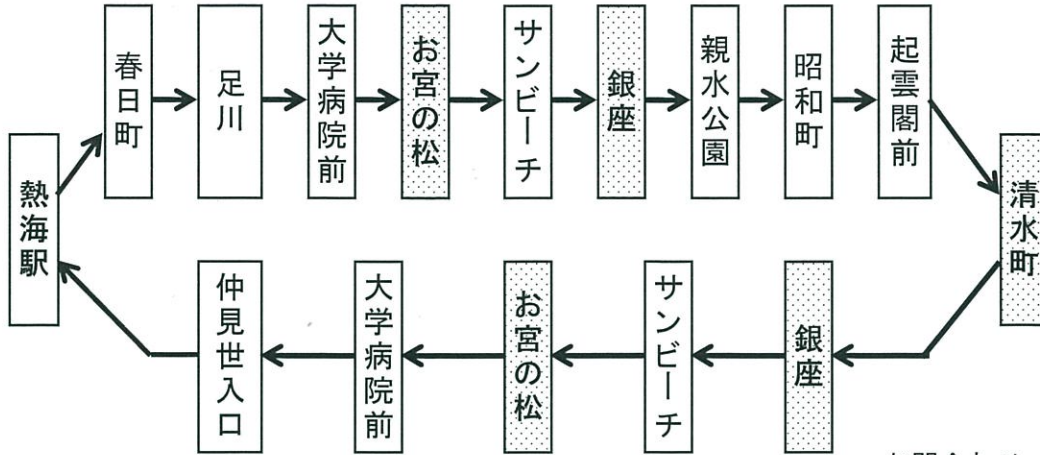 熱海駅
春日町
足川
大学病院前
お宮の松
サンビーチ
銀座
親水公園
昭和町
起雲閣前
清水町
銀座
サンビーチ
お宮の松
大学病院前
仲見世入口